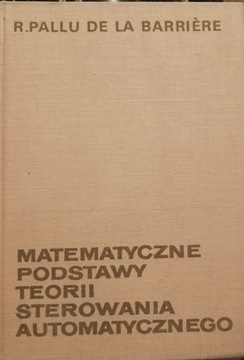 R.PALLU DE LA BARRIÈRE
MATEMATYCZNE
PODSTAWY
TEORII
STEROWANIA
AUTOMATYCZNEGO